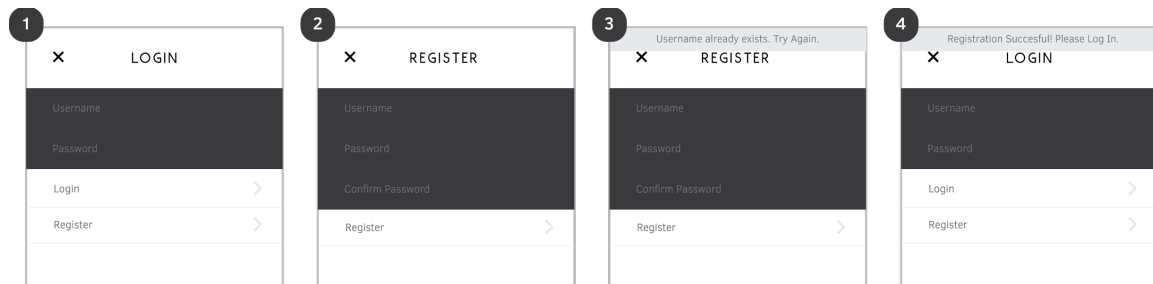 1
LOGIN
Username
Password
Login
Register
2
REGISTER
Username
Password
Confirm Password
Register
3
Username already exists. Try Again.
REGISTER
Username
Password
Confirm Password
Register
4
Registration Succesful! Please Log In.
LOGIN
Username
Password
Login
Register